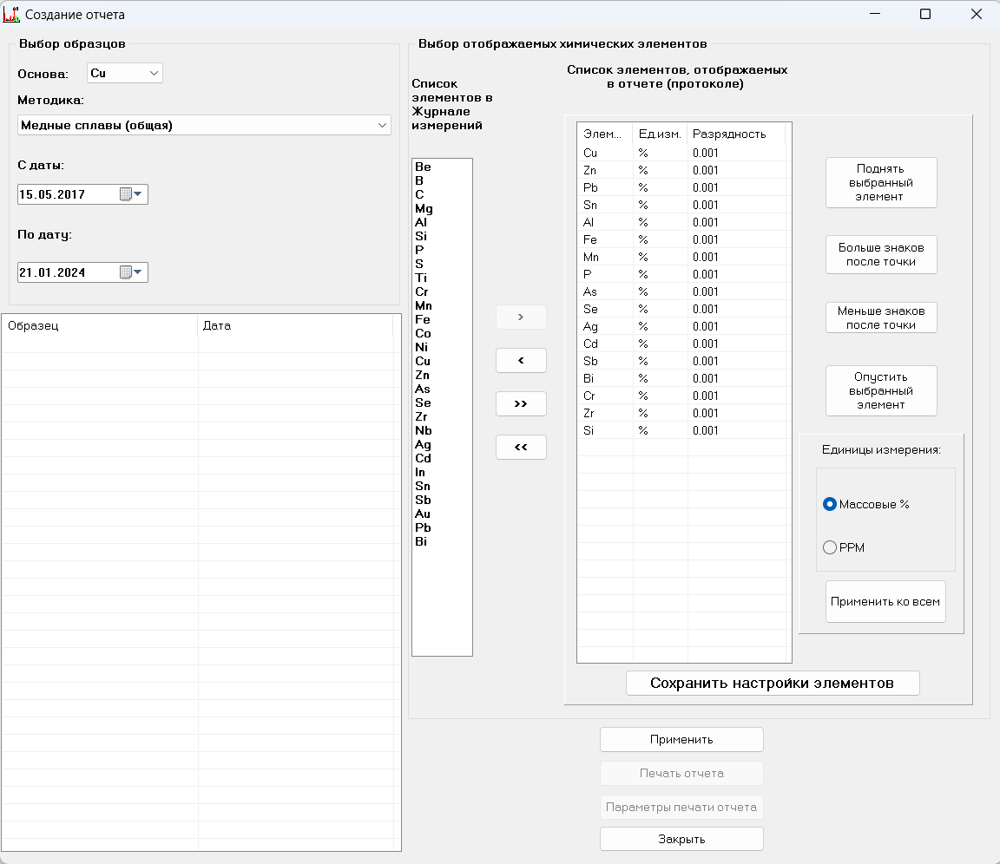 Создание отчета
Выбор образцов
Основа:
Cu
Методика:
Медные сплавы (общая)
С даты:
15.05.2017
По дату:
21.01.2024
Образец
Дата
Выбор отображаемых химических элементов
Список
элементов в
Журнале
измерений
Be
B
C
Mg
Al
Si
P
S
Ti
Cr
Mn
Fe
Co
Ni
Cu
Zn
As
Se
Zr
Nb
Ag
Cd
In
Sn
Sb
Au
Pb
Bi
>
<
>>
<<
Список элементов, отображаемых
в отчете (протоколе)
Элем... Ед.изм. Разрядность
Cu % 0.001
Zn % 0.001
Pb % 0.001
Sn % 0.001
Al % 0.001
Fe % 0.001
Mn % 0.001
P % 0.001
As % 0.001
Se % 0.001
Ag % 0.001
Cd % 0.001
Sb % 0.001
Bi % 0.001
Cr % 0.001
Zr % 0.001
Si % 0.001
Поднять
выбранный
элемент
Больше знаков
после точки
Меньше знаков
после точки
Опустить
выбранный
элемент
Единицы измерения:
Массовые %
PPM
Применить ко всем
Сохранить настройки элементов
Применить
Печать отчета
Параметры печати отчета
Закрыть